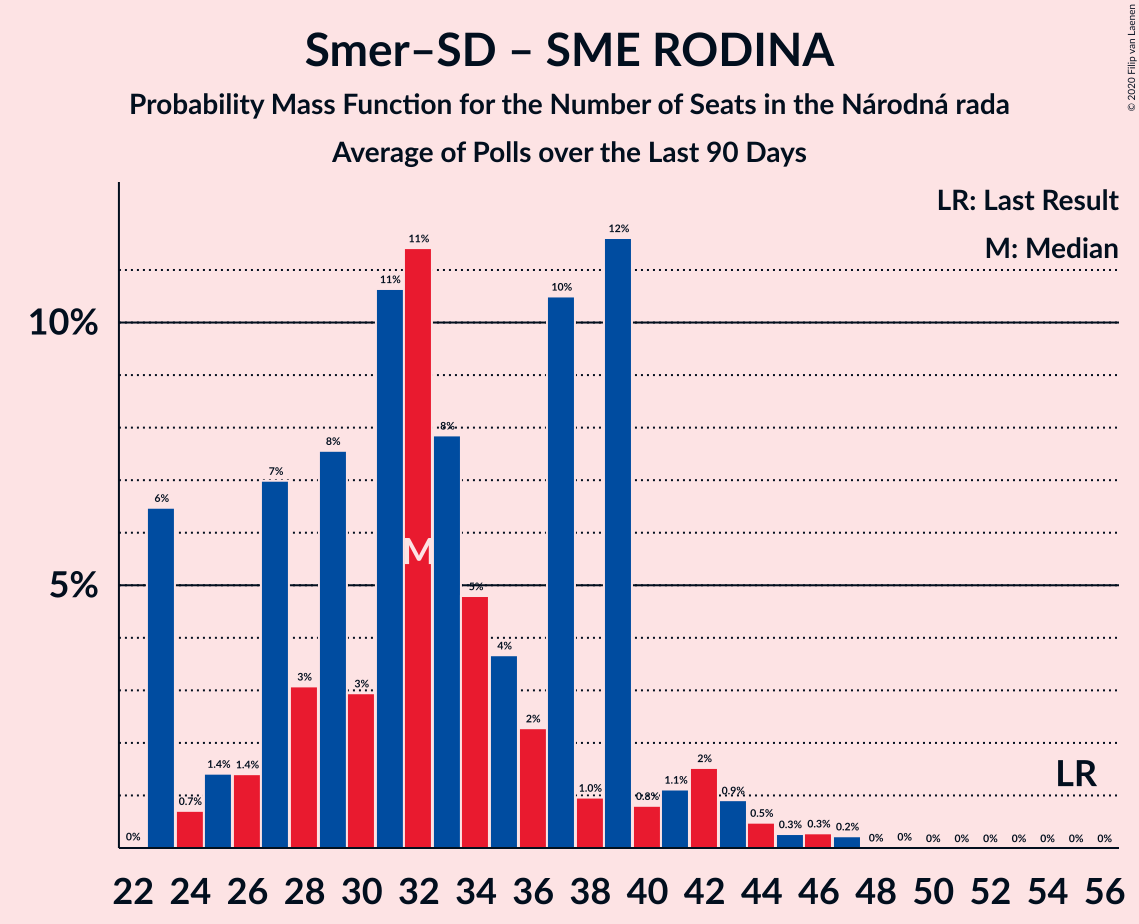 Smer–SD – SME RODINA
Probability Mass Function for the Number of Seats in the Národná rada
Average of Polls over the Last 90 Days
© 2020 Filip van Laenen
LR: Last Result
M: Median
10%
5%
0% 6% 0.7% 1.4% 1.4% 7% 3% 8% 3% 11% 11% 8% 5% 4% 2% 10% 1.0% 12% 0.8% 1.1% 2% 0.9% 0.5% 0.3% 0.3% 0.2% 0% 0% 0% 0% 0% 0% 0% 0% 0%
M
LR
22 24 26 28 30 32 34 36 38 40 42 44 46 48 50 52 54 56